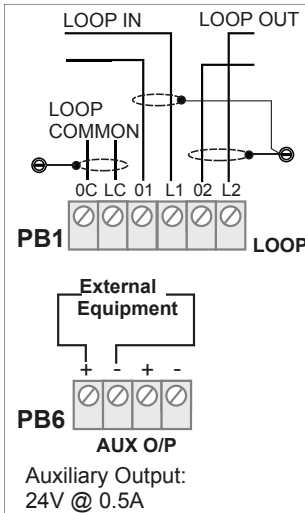 LOOP IN LOOP OUT
LOOP
COMMON
0C LC 01 L1 02 L2
PB1 LOOP
External
Equipment
+ - + -
PB6
AUX O/P
Auxiliary Output:
24V @ 0.5A